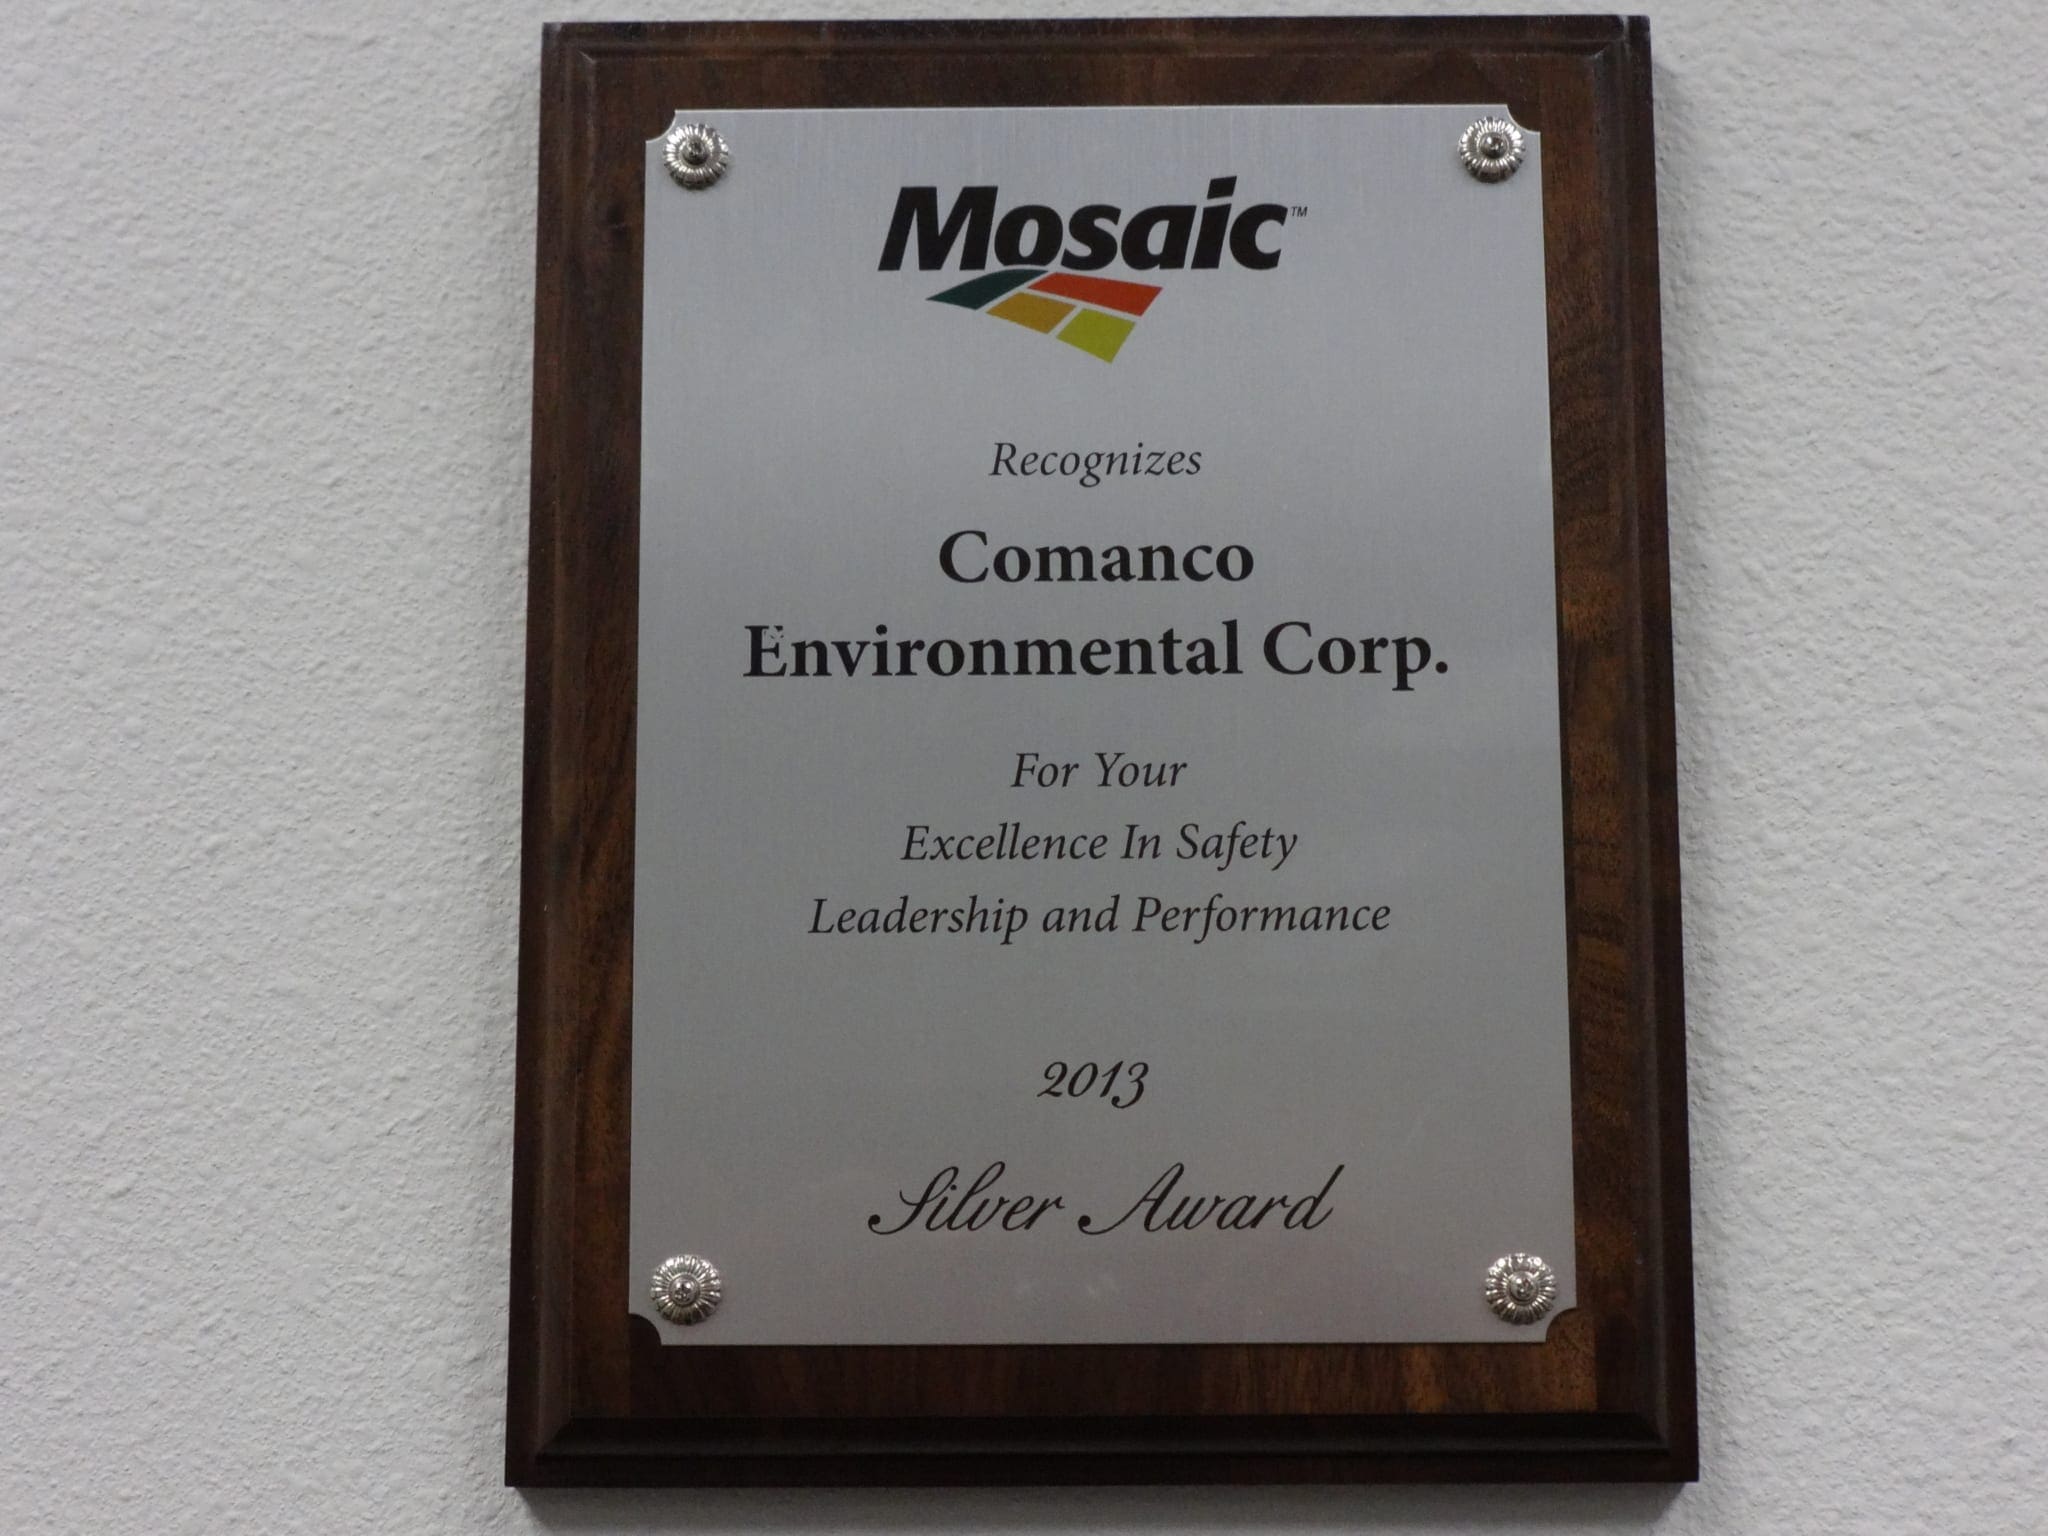 Mosaic™
Recognizes
Comanco
Environmental Corp.
For Your
Excellence In Safety
Leadership and Performance
2013
Silver Award